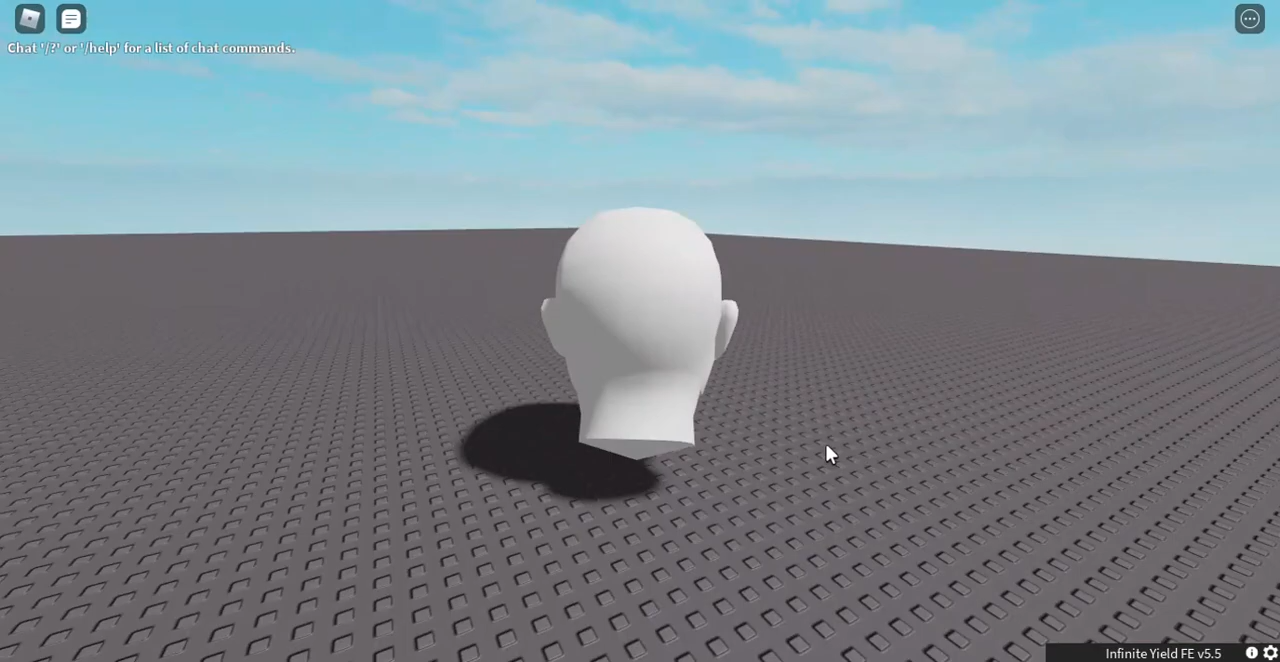 Chat '/?' or '/help' for a list of chat commands.
Infinite Yield FE v5.5